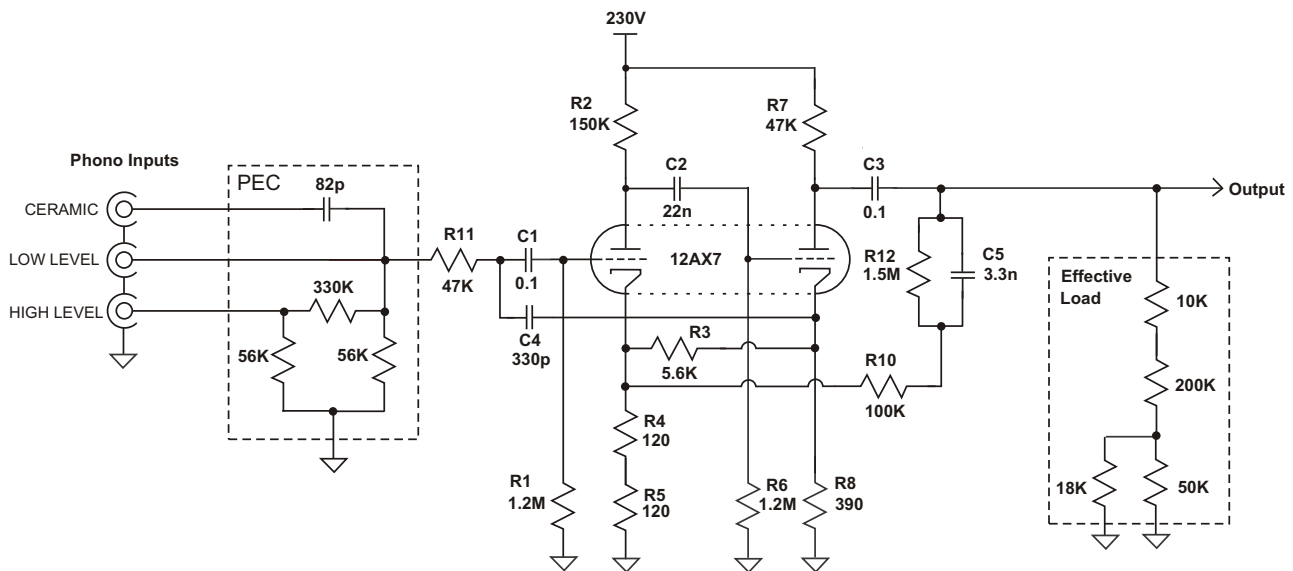 230V
R2
150K
R7
47K
Phono Inputs
PEC
82p
C2
22n
C3
0.1
Output
CERAMIC
LOW LEVEL
HIGH LEVEL
R11
47K
C1
0.1
12AX7
R12
1.5M
C5
3.3n
Effective
Load
10K
330K
C4
330p
R3
5.6K
56K
56K
R10
100K
200K
R4
120
R1
1.2M
R5
120
R6
1.2M
R8
390
18K
50K